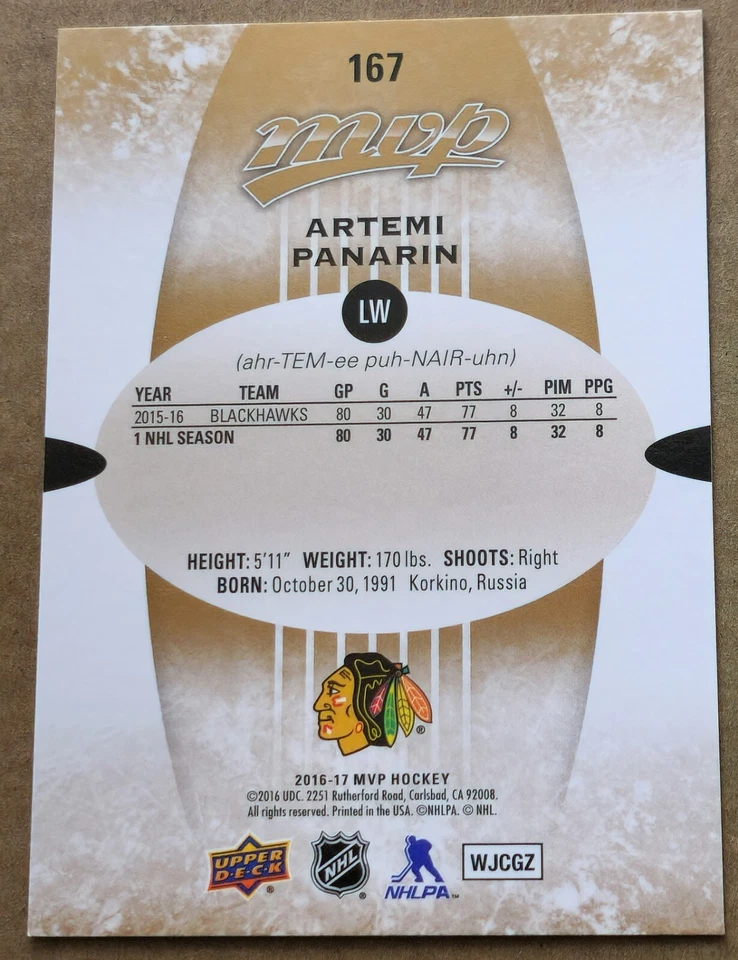 167
mvp
ARTEMI
PANARIN
LW
(ahr-TEM-ee puh-NAIR-uhn)
YEAR TEAM GP G A PTS +/- PIM PPG
2015-16 BLACKHAWKS 80 30 47 77 8 32 8
1 NHL SEASON 80 30 47 77 8 32 8
HEIGHT: 5'11" WEIGHT: 170 lbs. SHOOTS: Right
BORN: October 30, 1991 Korkino, Russia
®
2016-17 MVP HOCKEY
©2016 UDC. 2251 Rutherford Road, Carlsbad, CA 92008.
All rights reserved. Printed in the USA. ©NHLPA. © NHL.
UPPER DECK® NHL® NHLPA™ WJCGZ